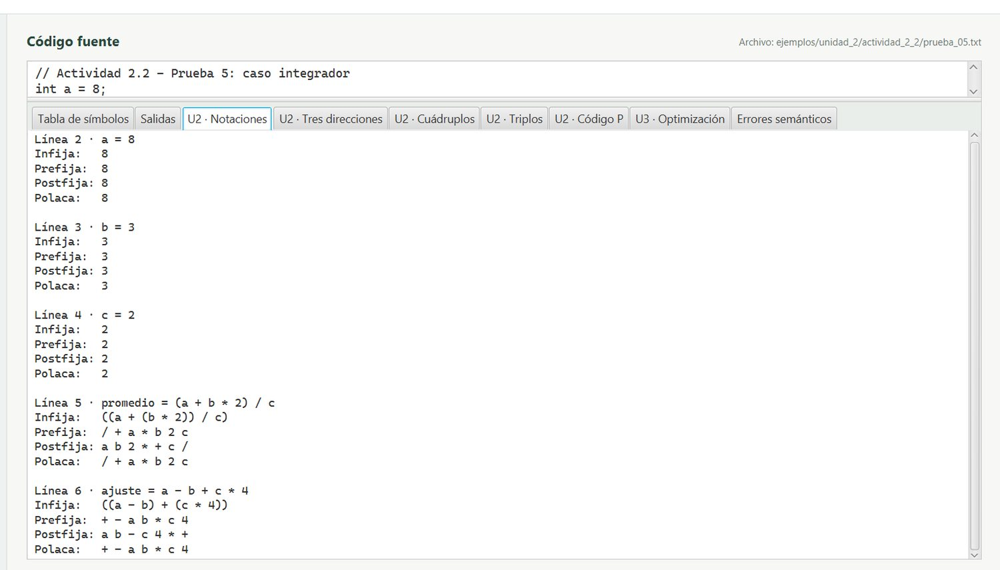 Código fuente
Archivo: ejemplos/unidad_2/actividad_2_2/prueba_05.txt
// Actividad 2.2 - Prueba 5: caso integrador
int a = 8;
Tabla de símbolos Salidas U2 · Notaciones U2 · Tres direcciones U2 · Cuádruplos U2 · Triplos U2 · Código P U3 · Optimización Errores semánticos
Línea 2 · a = 8
Infija: 8
Prefija: 8
Postfija: 8
Polaca: 8
Línea 3 · b = 3
Infija: 3
Prefija: 3
Postfija: 3
Polaca: 3
Línea 4 · c = 2
Infija: 2
Prefija: 2
Postfija: 2
Polaca: 2
Línea 5 · promedio = (a + b * 2) / c
Infija: ((a + (b * 2)) / c)
Prefija: / + a * b 2 c
Postfija: a b 2 * + c /
Polaca: / + a * b 2 c
Línea 6 · ajuste = a - b + c * 4
Infija: ((a - b) + (c * 4))
Prefija: + - a b * c 4
Postfija: a b - c 4 * +
Polaca: + - a b * c 4